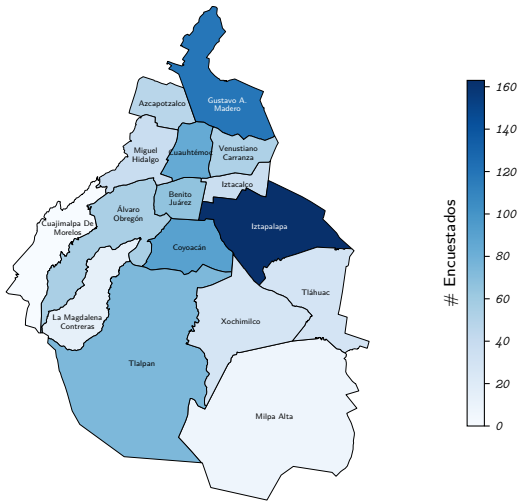 Azcapotzalco
Gustavo A.
Madero
Miguel
Hidalgo
Cuauhtémoc
Venustiano
Carranza
Iztacalco
Benito
Juárez
Álvaro
Obregón
Cuajimalpa De
Morelos
Iztapalapa
Coyoacán
Tláhuac
La Magdalena
Contreras
Xochimilco
Tlalpan
Milpa Alta
160
140
120
100
80
60
40
20
0
# Encuestados